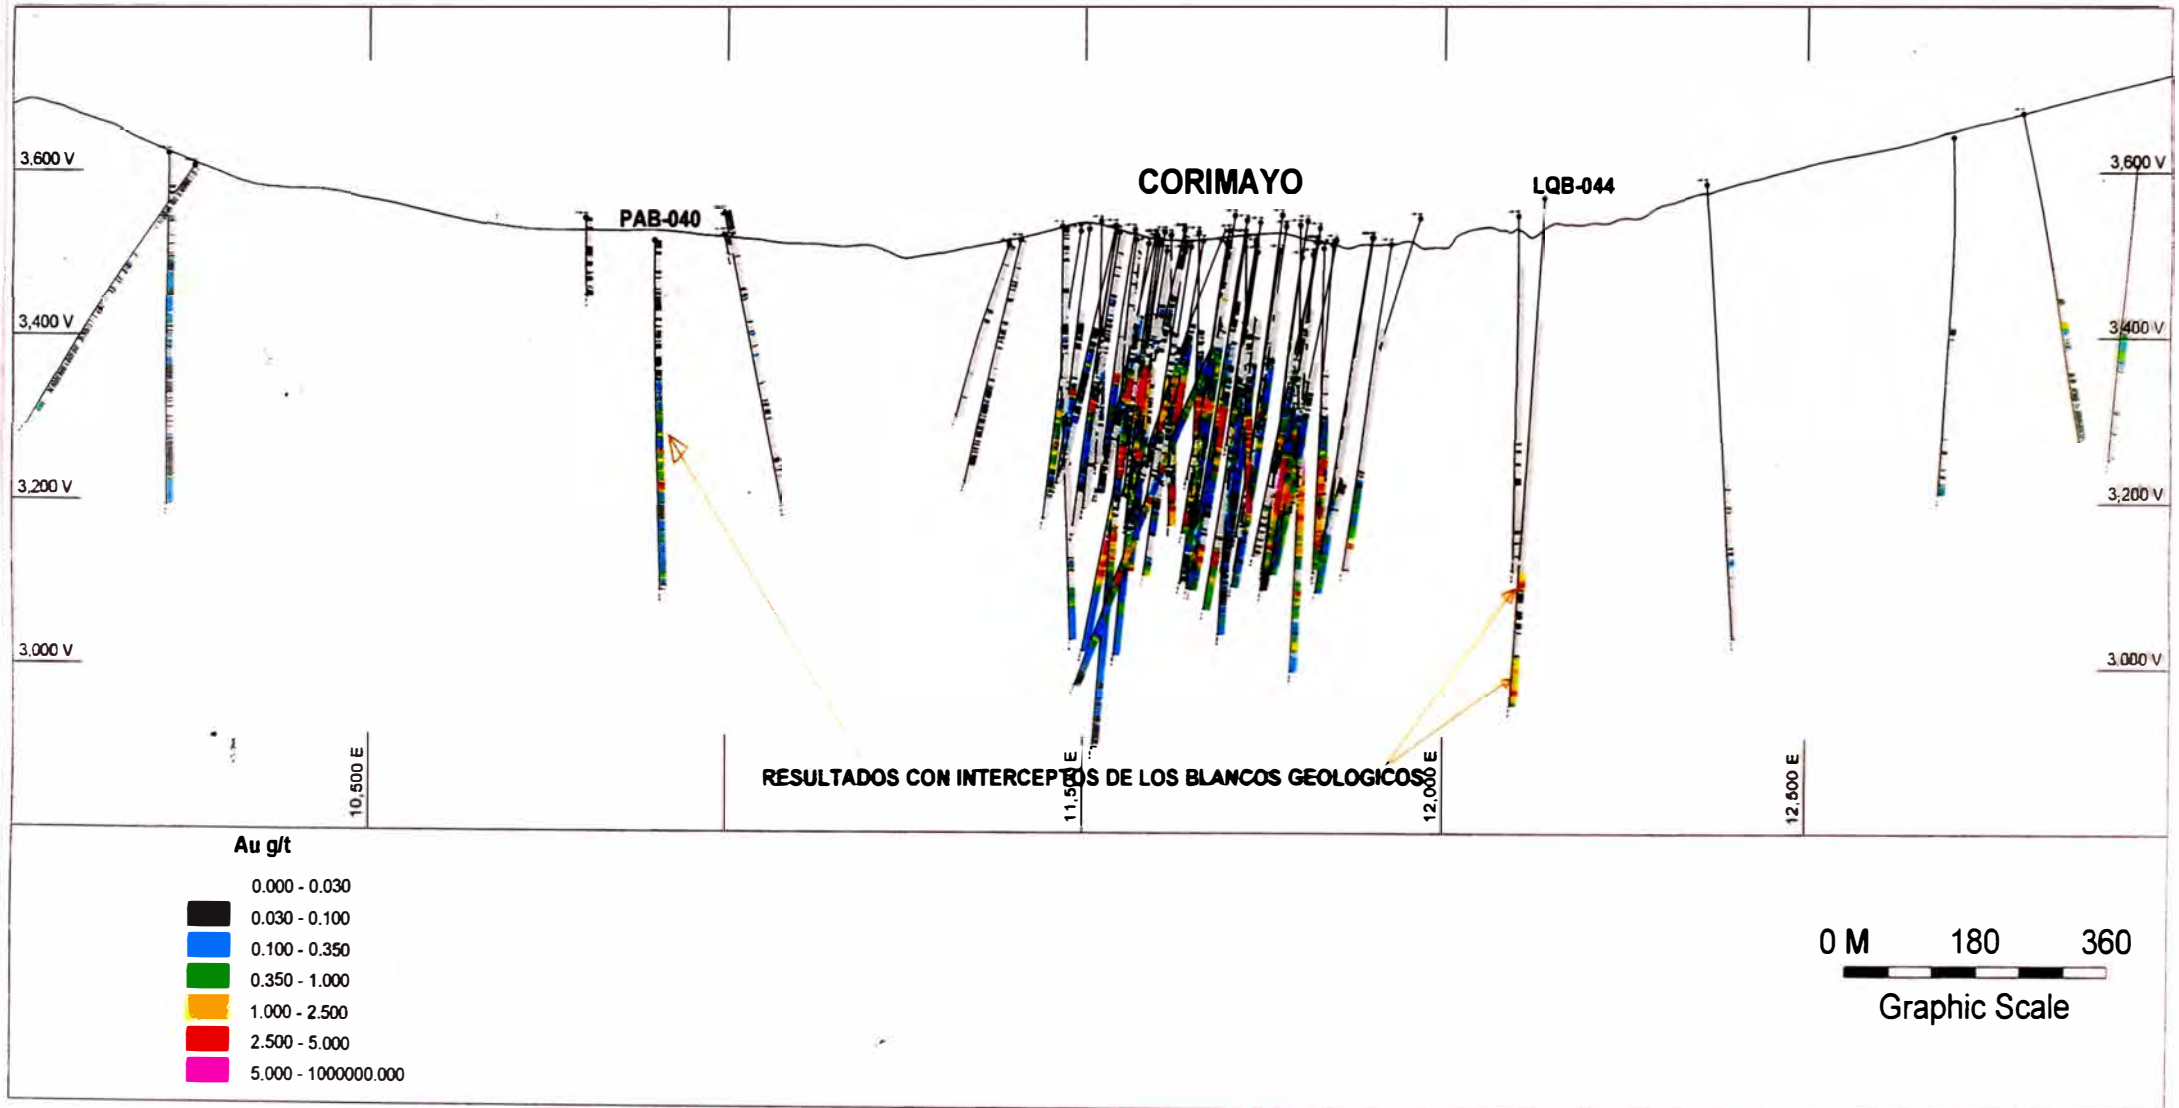 CORIMAYO
PAB-040
LQB-044
3,600 V
3,600 V
3,400 V
3,400 V
3,200 V
3,200 V
3,000 V
3,000 V
RESULTADOS CON INTERCEPTOS DE LOS BLANCOS GEOLOGICOS
10,500 E
11,500 E
12,000 E
12,500 E
Au g/t
0.000 - 0.030
0.030 - 0.100
0.100 - 0.350
0.350 - 1.000
1.000 - 2.500
2.500 - 5.000
5.000 - 1000000.000
0 M 180 360
Graphic Scale